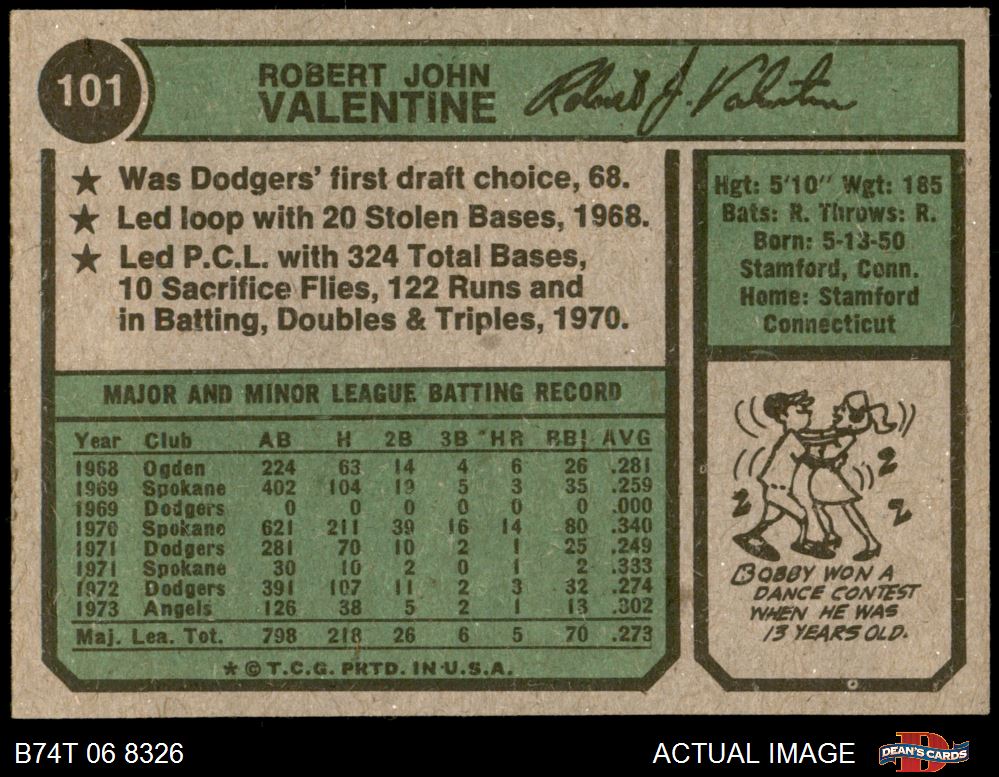 101
ROBERT JOHN
VALENTINE
Robert J. Valentine
★ Was Dodgers' first draft choice, 68.
★ Led loop with 20 Stolen Bases, 1968.
★ Led P.C.L. with 324 Total Bases,
10 Sacrifice Flies, 122 Runs and
in Batting, Doubles & Triples, 1970.
Hgt: 5'10" Wgt: 185
Bats: R. Throws: R.
Born: 5-13-50
Stamford, Conn.
Home: Stamford
Connecticut
MAJOR AND MINOR LEAGUE BATTING RECORD
Year Club AB H 2B 3B HR RBI AVG
1968 Ogden 224 63 14 4 6 26 .281
1969 Spokane 402 104 19 5 3 35 .259
1969 Dodgers 0 0 0 0 0 0 .000
1970 Spokane 621 211 39 16 14 80 .340
1971 Dodgers 281 70 10 2 1 25 .249
1971 Spokane 30 10 2 0 1 2 .333
1972 Dodgers 391 107 11 2 3 32 .274
1973 Angels 126 38 5 2 1 13 .302
Maj. Lea. Tot. 798 218 26 6 5 70 .273
* © T.C.G. PRTD. IN U.S.A.
BOBBY WON A
DANCE CONTEST
WHEN HE WAS
13 YEARS OLD.
B74T 06 8326
ACTUAL IMAGE
DEAN'S CARDS